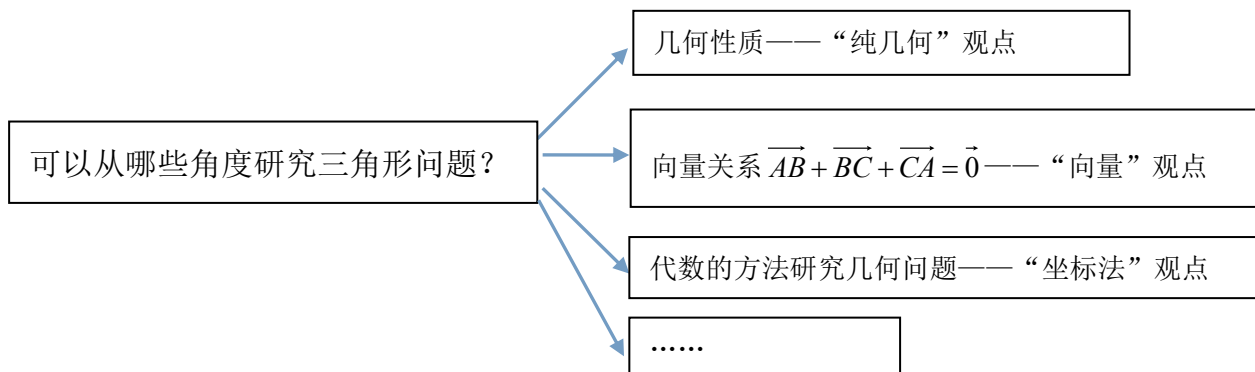 几何性质——“纯几何”观点
可以从哪些角度研究三角形问题？
向量关系 $\overrightarrow{AB}+\overrightarrow{BC}+\overrightarrow{CA}=\vec{0}$ ——“向量”观点
代数的方法研究几何问题——“坐标法”观点
……